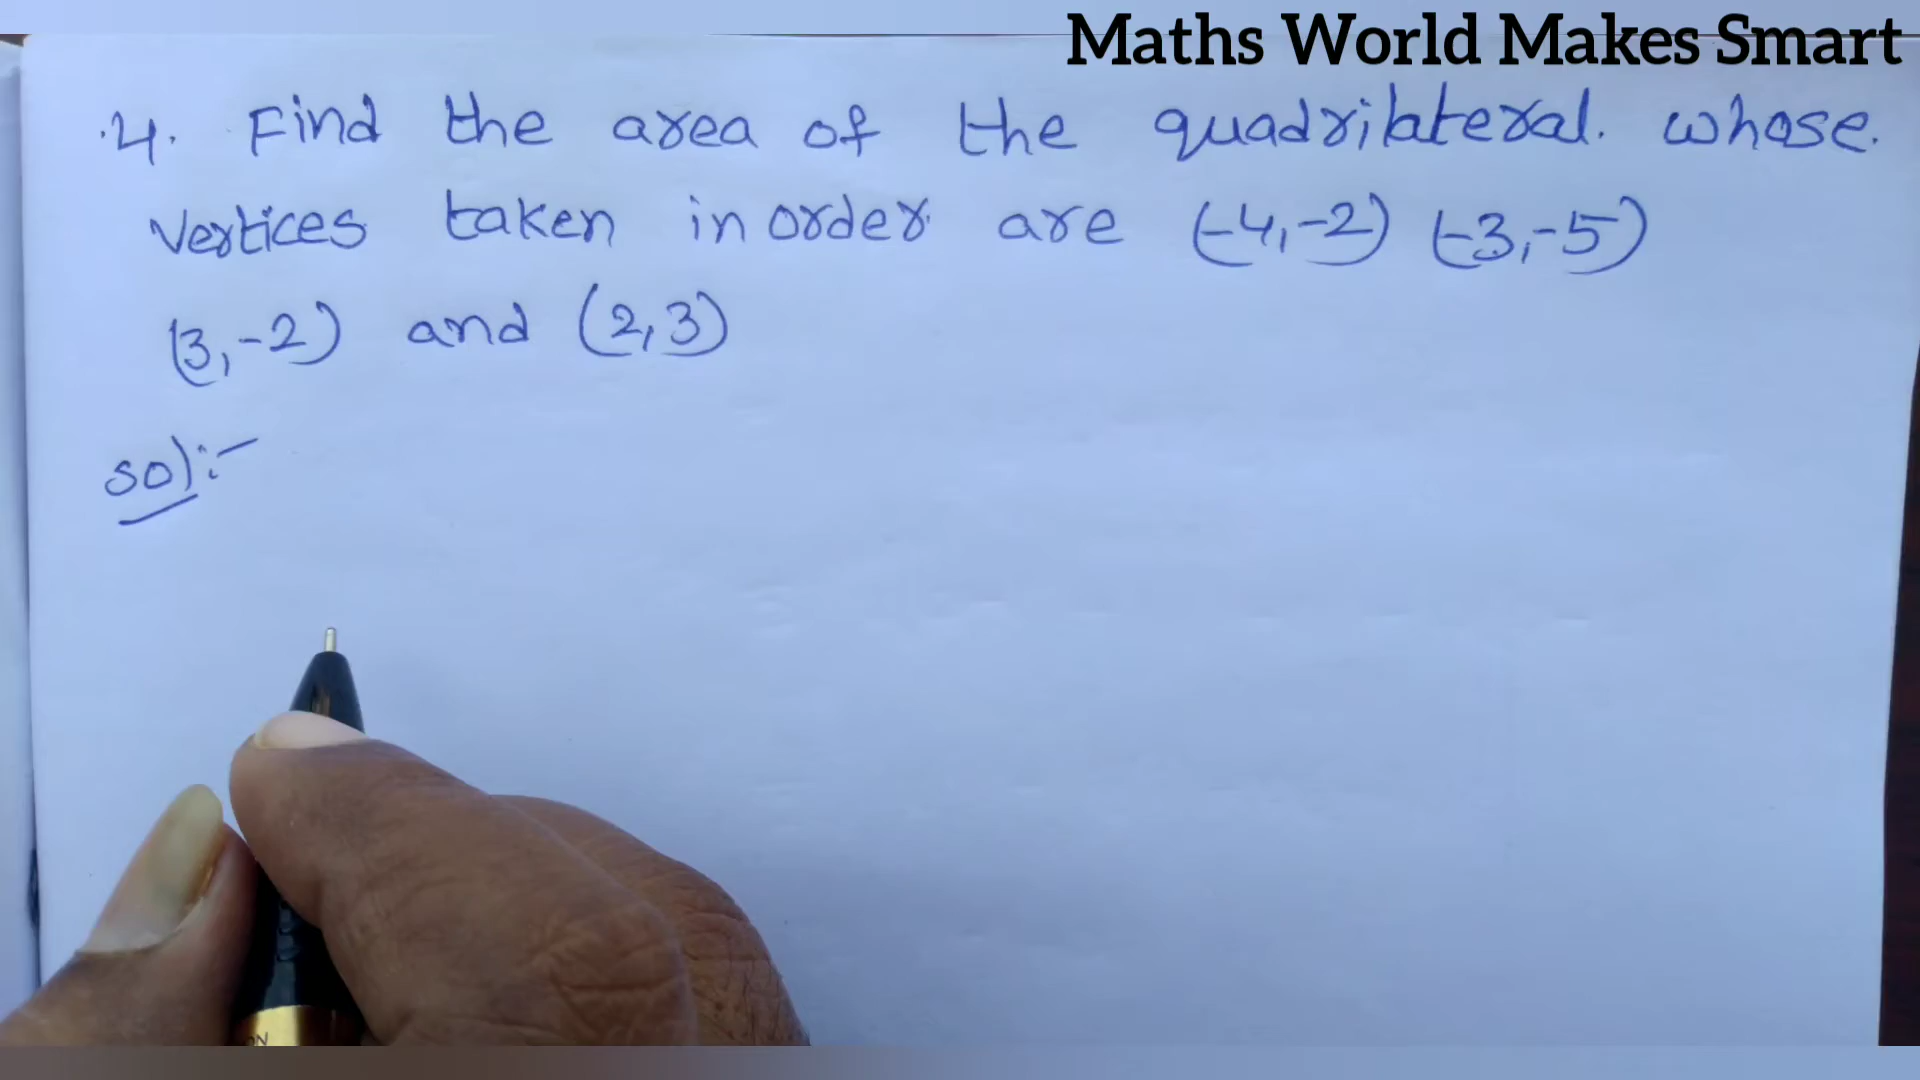 Maths World Makes Smart
4. Find the area of the quadrilateral. whose.
vertices taken in order are (-4,-2) (-3,-5)
(3,-2) and (2,3)
Sol:-
ON